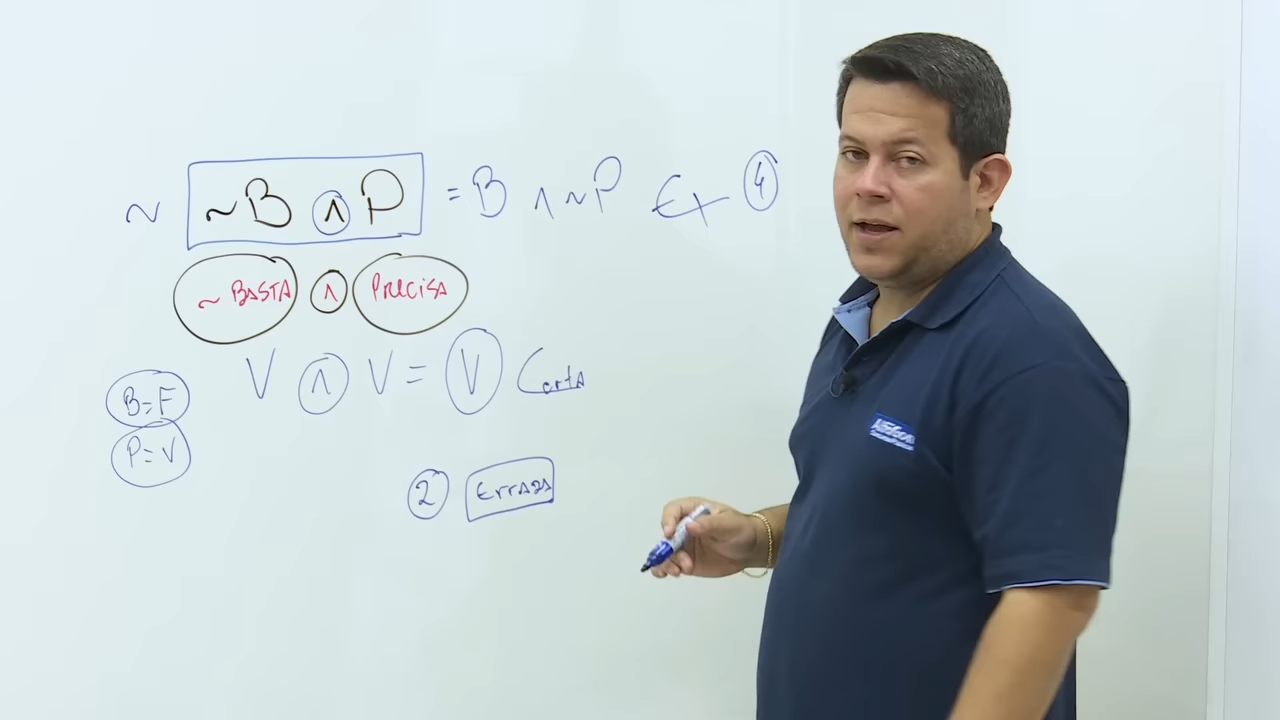 ~ ~B ∧ P = B ∧ ~P Ex 4
~ BASTA ∧ PRECISA
V ∧ V = V Certa
B=F
P=V
2 Errada